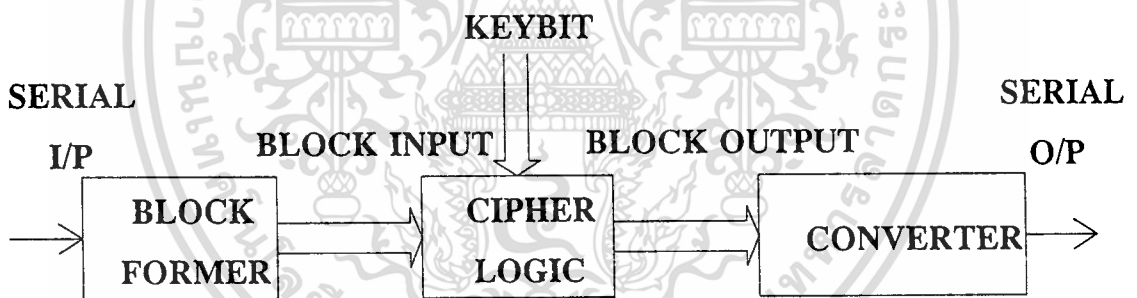 KEYBIT
SERIAL
I/P
BLOCK INPUT
BLOCK OUTPUT
SERIAL
O/P
BLOCK
FORMER
CIPHER
LOGIC
CONVERTER